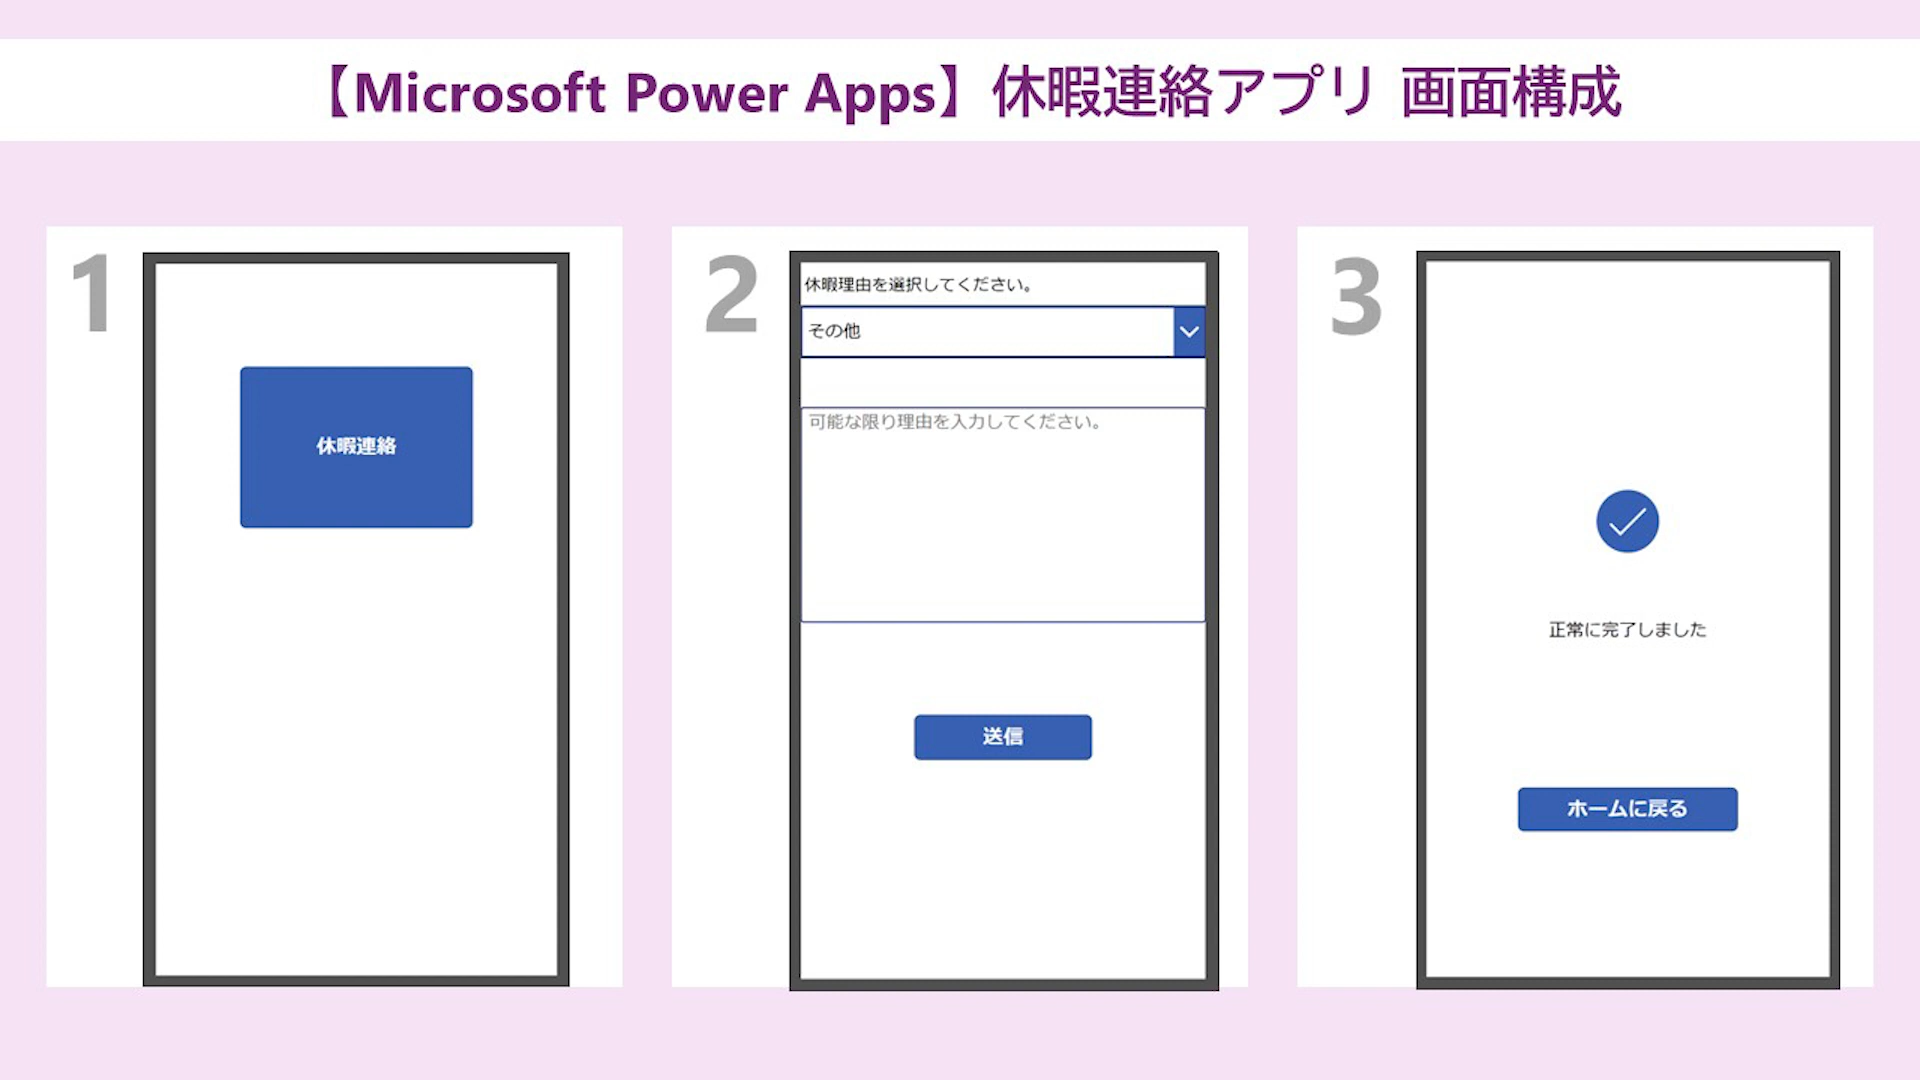 【Microsoft Power Apps】休暇連絡アプリ 画面構成
1
休暇連絡
2
休暇理由を選択してください。
その他
可能な限り理由を入力してください。
送信
3
正常に完了しました
ホームに戻る